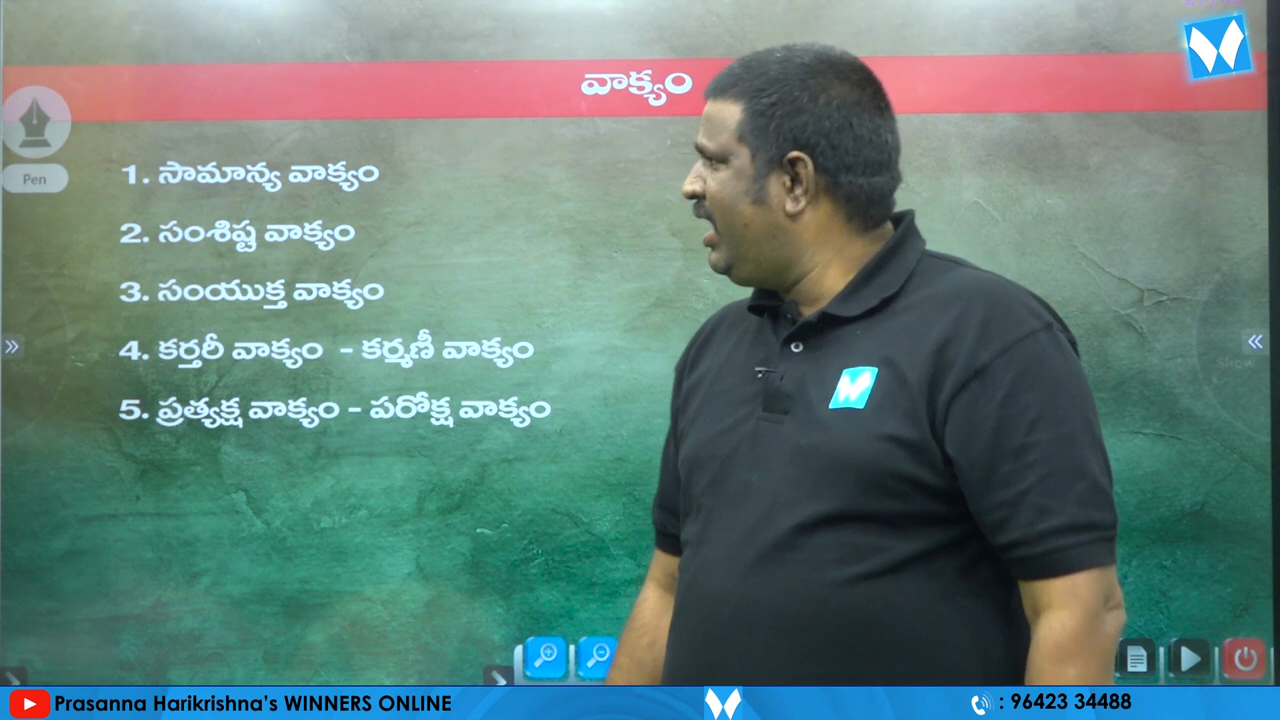 వాక్యం
Pen
1. సామాన్య వాక్యం
2. సంశిష్ట వాక్యం
3. సంయుక్త వాక్యం
4. కర్తరీ వాక్యం - కర్మణీ వాక్యం
5. ప్రత్యక్ష వాక్యం - పరోక్ష వాక్యం
Prasanna Harikrishna's WINNERS ONLINE
: 96423 34488